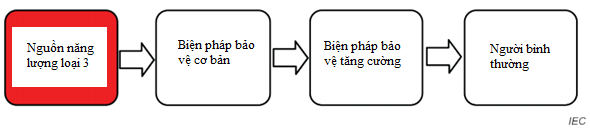 Nguồn năng
lượng loại 3
Biện pháp bảo
vệ cơ bản
Biện pháp bảo
vệ tăng cường
Người bình
thường
IEC